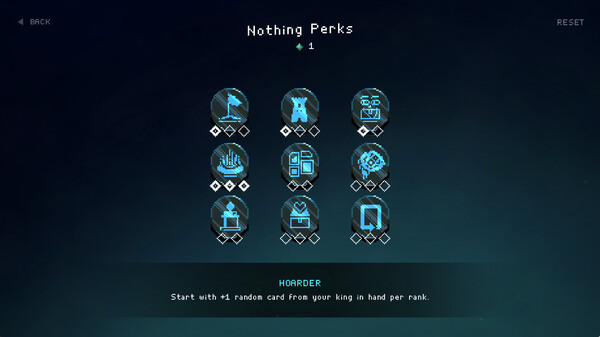 BACK
Nothing Perks
RESET
1
HOARDER
Start with +1 random card from your king in hand per rank.